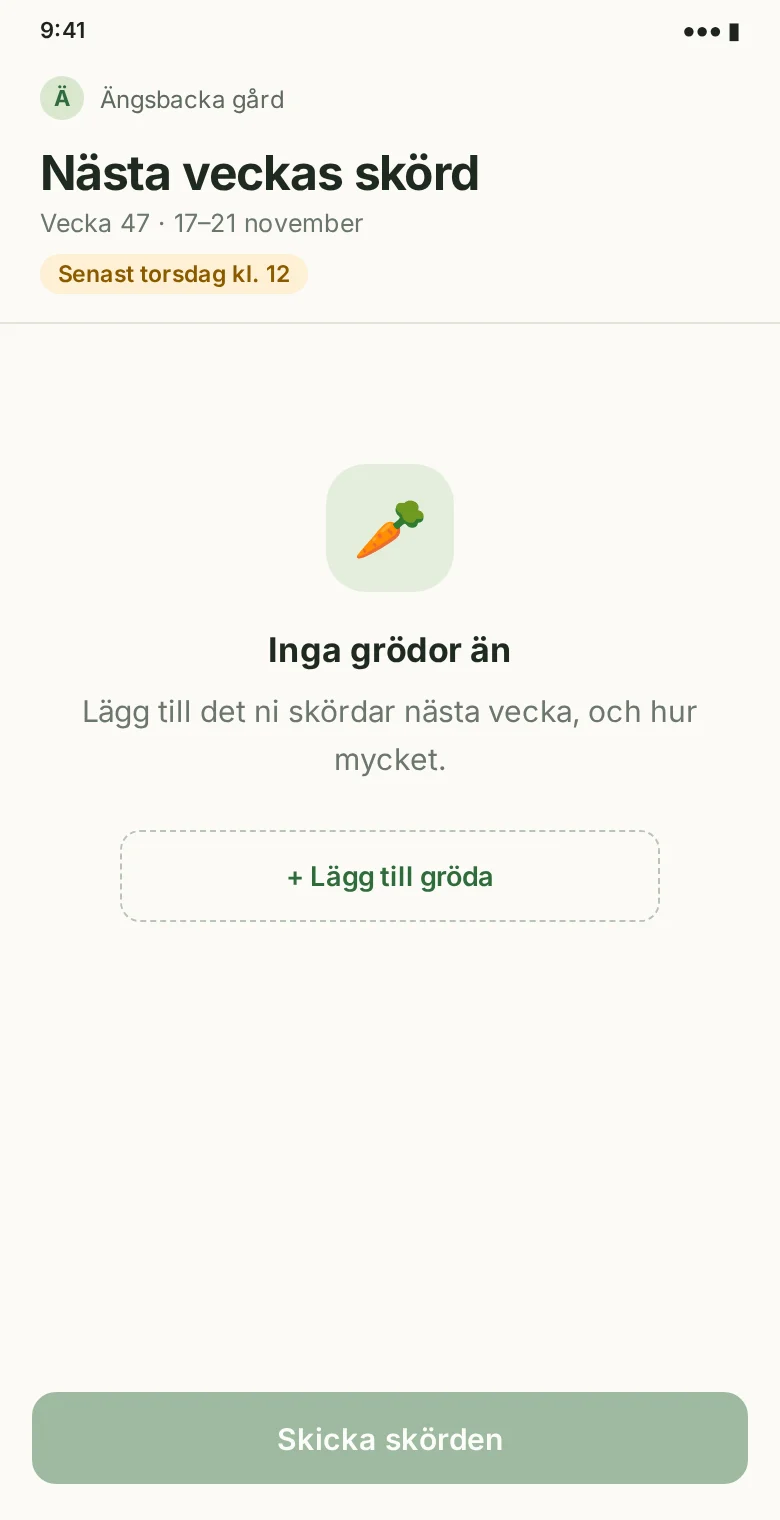 9:41
Ä Ängsbacka gård
Nästa veckas skörd
Vecka 47 · 17–21 november
Senast torsdag kl. 12
Inga grödor än
Lägg till det ni skördar nästa vecka, och hur
mycket.
+ Lägg till gröda
Skicka skörden